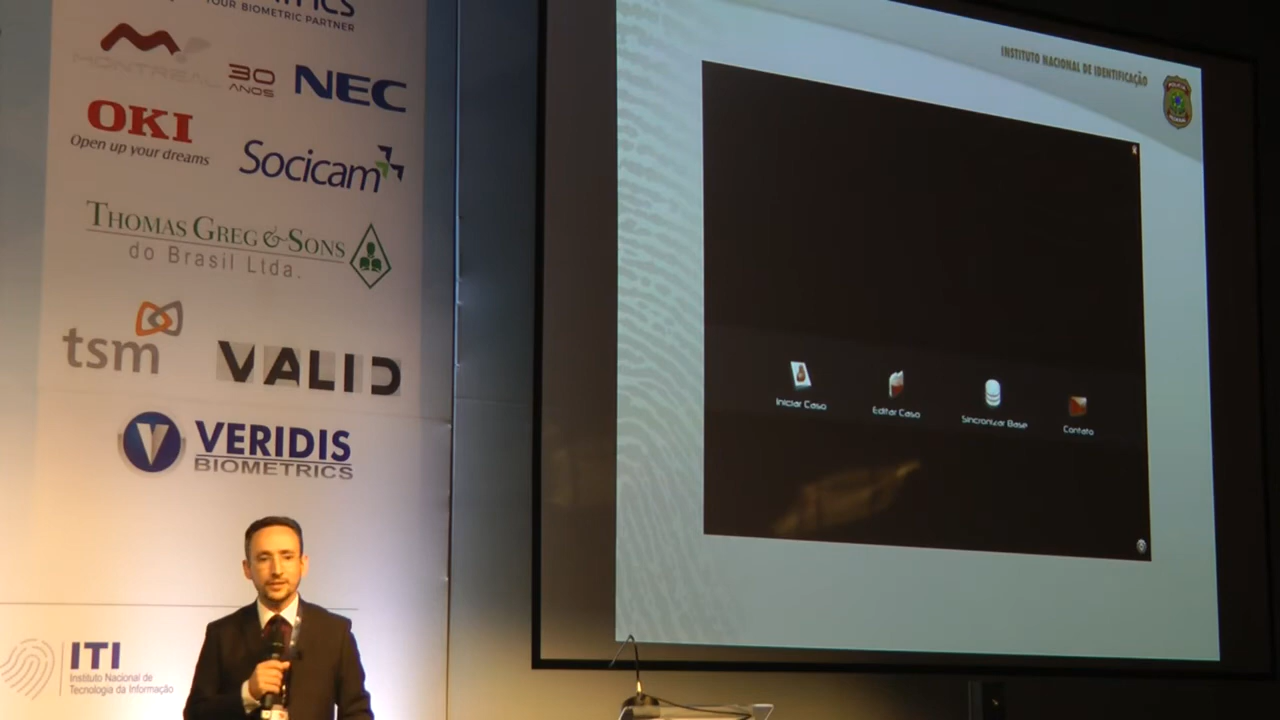 YOUR BIOMETRIC PARTNER
MONTREAL
30
ANOS
NEC
OKI
Open up your dreams
Socicam
THOMAS GREG & SONS
do Brasil Ltda.
tsm
VALID
VERIDIS
BIOMETRICS
ITI
Instituto Nacional de
Tecnologia da Informação
INSTITUTO NACIONAL DE IDENTIFICAÇÃO
Iniciar Caso
Editar Caso
Sincronizar Base
Contato